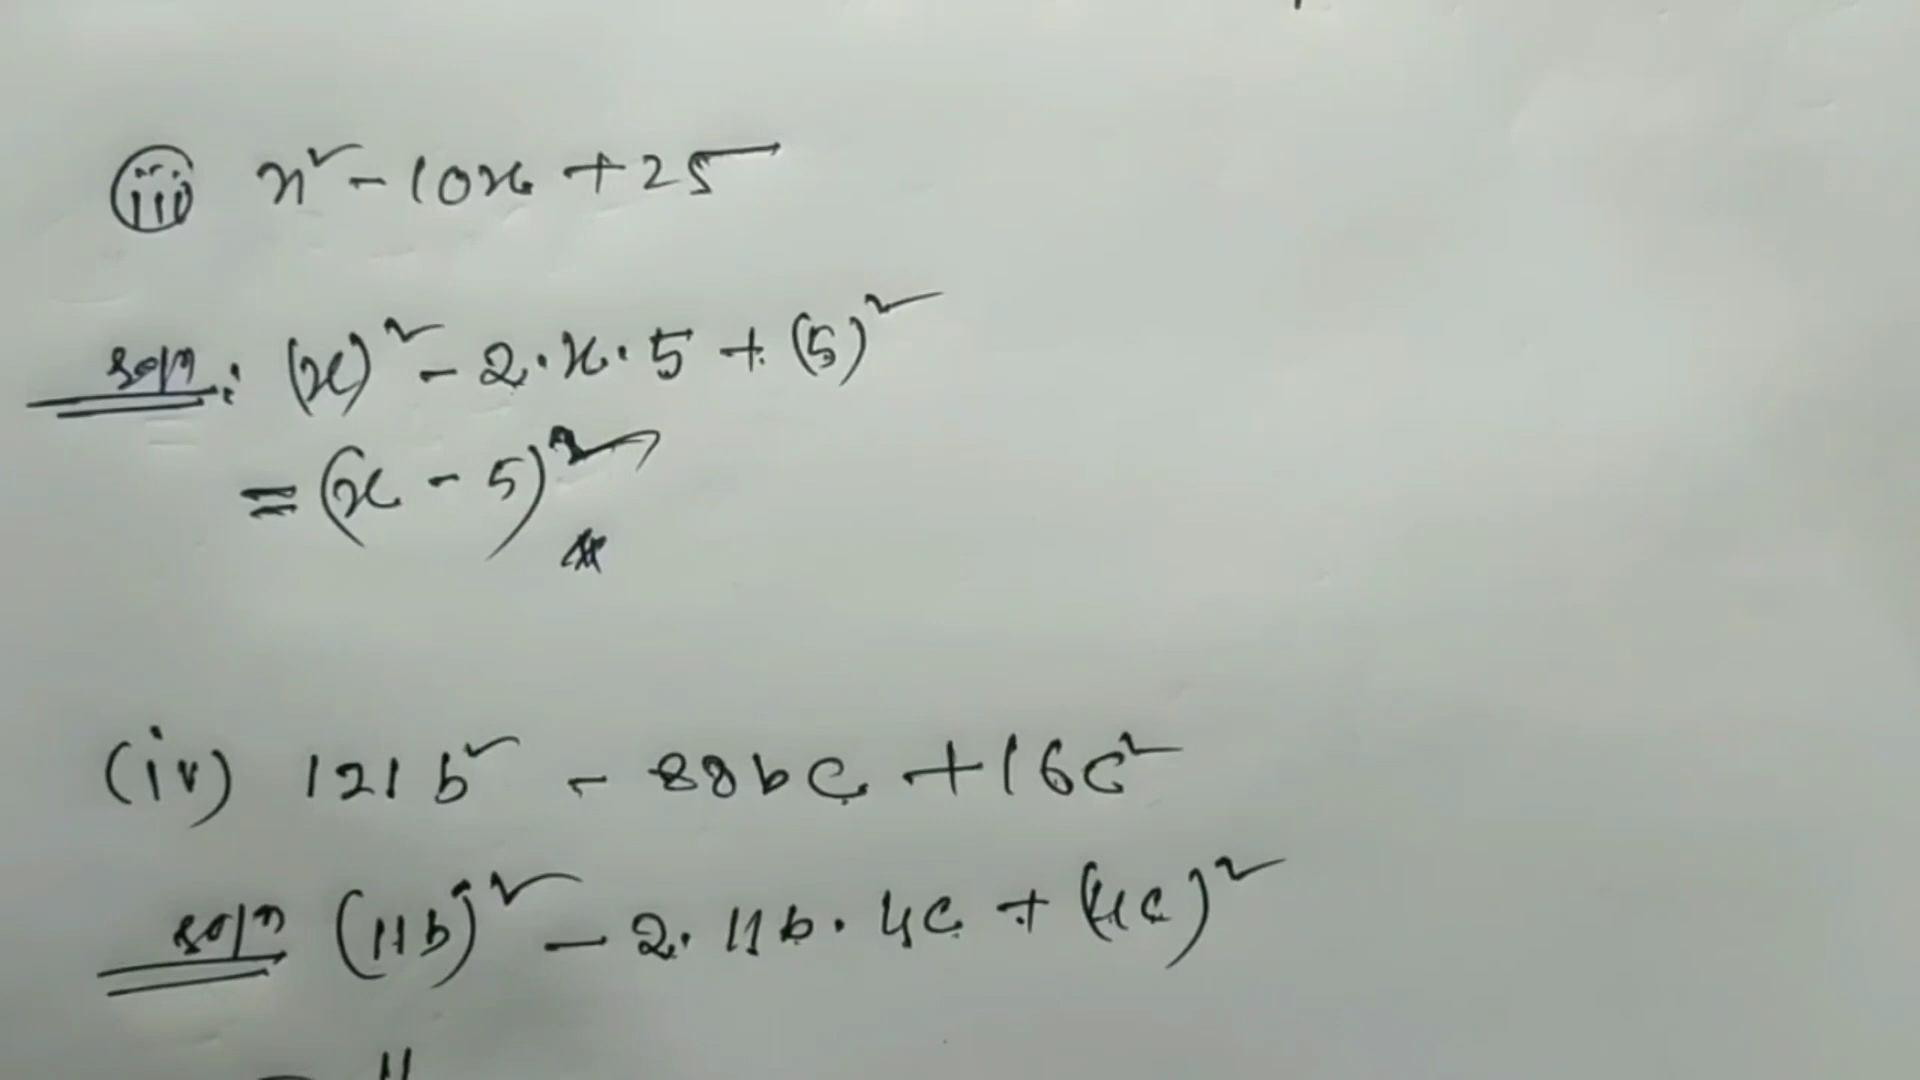 (iii) x² - 10x + 25
soln: (x)² - 2·x·5 + (5)²
= (x - 5)²
(iv) 121b² - 88bc + 16c²
soln (11b)² - 2·11b·4c + (4c)²